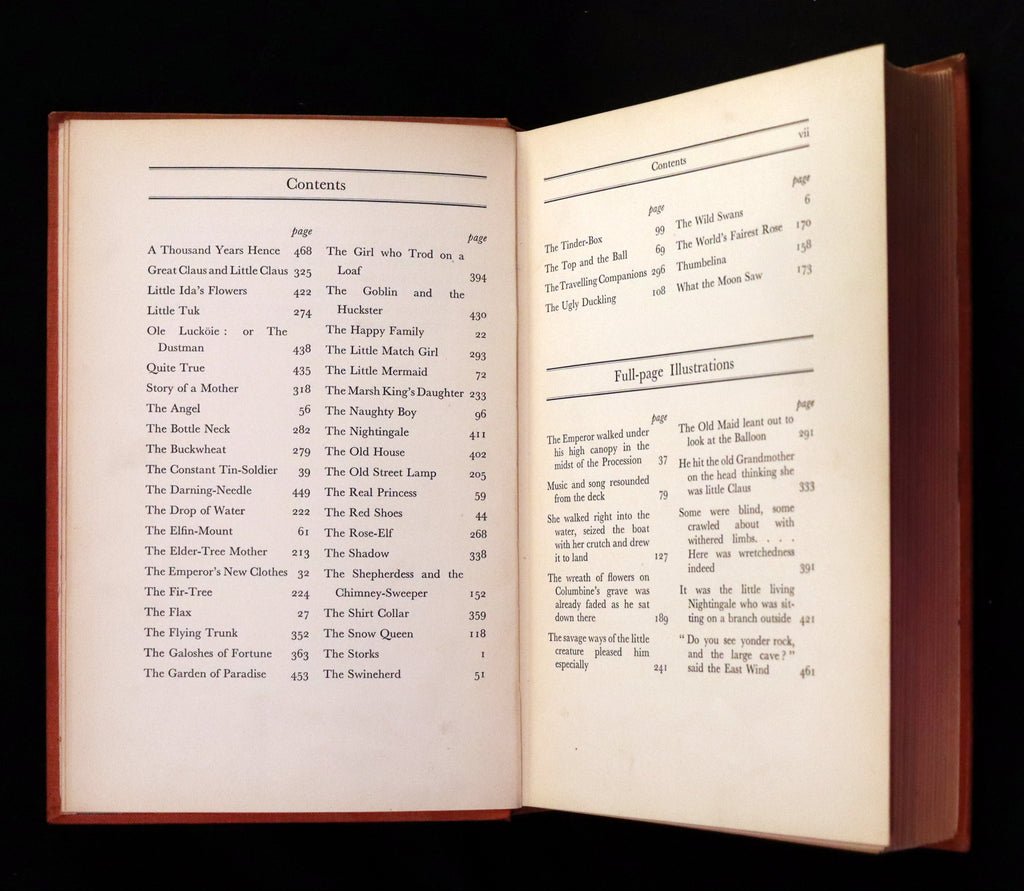 Contents
page
A Thousand Years Hence 468
Great Claus and Little Claus 325
Little Ida's Flowers 422
Little Tuk 274
Ole Lucköie : or The
Dustman 438
Quite True 435
Story of a Mother 318
The Angel 56
The Bottle Neck 282
The Buckwheat 279
The Constant Tin-Soldier 39
The Darning-Needle 449
The Drop of Water 222
The Elfin-Mount 61
The Elder-Tree Mother 213
The Emperor's New Clothes 32
The Fir-Tree 224
The Flax 27
The Flying Trunk 352
The Galoshes of Fortune 363
The Garden of Paradise 453
page
The Girl who Trod on a
Loaf 394
The Goblin and the
Huckster 430
The Happy Family 22
The Little Match Girl 293
The Little Mermaid 72
The Marsh King's Daughter 233
The Naughty Boy 96
The Nightingale 411
The Old House 402
The Old Street Lamp 205
The Real Princess 59
The Red Shoes 44
The Rose-Elf 268
The Shadow 338
The Shepherdess and the
Chimney-Sweeper 152
The Shirt Collar 359
The Snow Queen 118
The Storks 1
The Swineherd 51
vii
Contents
page
The Tinder-Box 99
The Top and the Ball 69
The Travelling Companions 296
The Ugly Duckling 108
page
The Wild Swans 6
The World's Fairest Rose 170
Thumbelina 158
What the Moon Saw 173
Full-page Illustrations
page
The Emperor walked under
his high canopy in the
midst of the Procession 37
Music and song resounded
from the deck 79
She walked right into the
water, seized the boat
with her crutch and drew
it to land 127
The wreath of flowers on
Columbine's grave was
already faded as he sat
down there 189
The savage ways of the little
creature pleased him
especially 241
page
The Old Maid leant out to
look at the Balloon 291
He hit the old Grandmother
on the head thinking she
was little Claus 333
Some were blind, some
crawled about with
withered limbs. . . .
Here was wretchedness
indeed 391
It was the little living
Nightingale who was sit-
ting on a branch outside 421
" Do you see yonder rock,
and the large cave ? "
said the East Wind 461